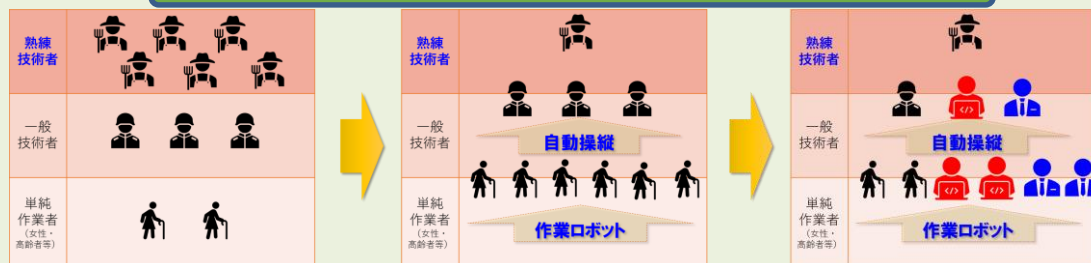 熟練
技術者
一般
技術者
単純
作業者
(女性・
高齢者等)
熟練
技術者
一般
技術者
自動操縦
単純
作業者
(女性・
高齢者等)
作業ロボット
熟練
技術者
</>
一般
技術者
自動操縦
</>
</>
単純
作業者
(女性・
高齢者等)
作業ロボット